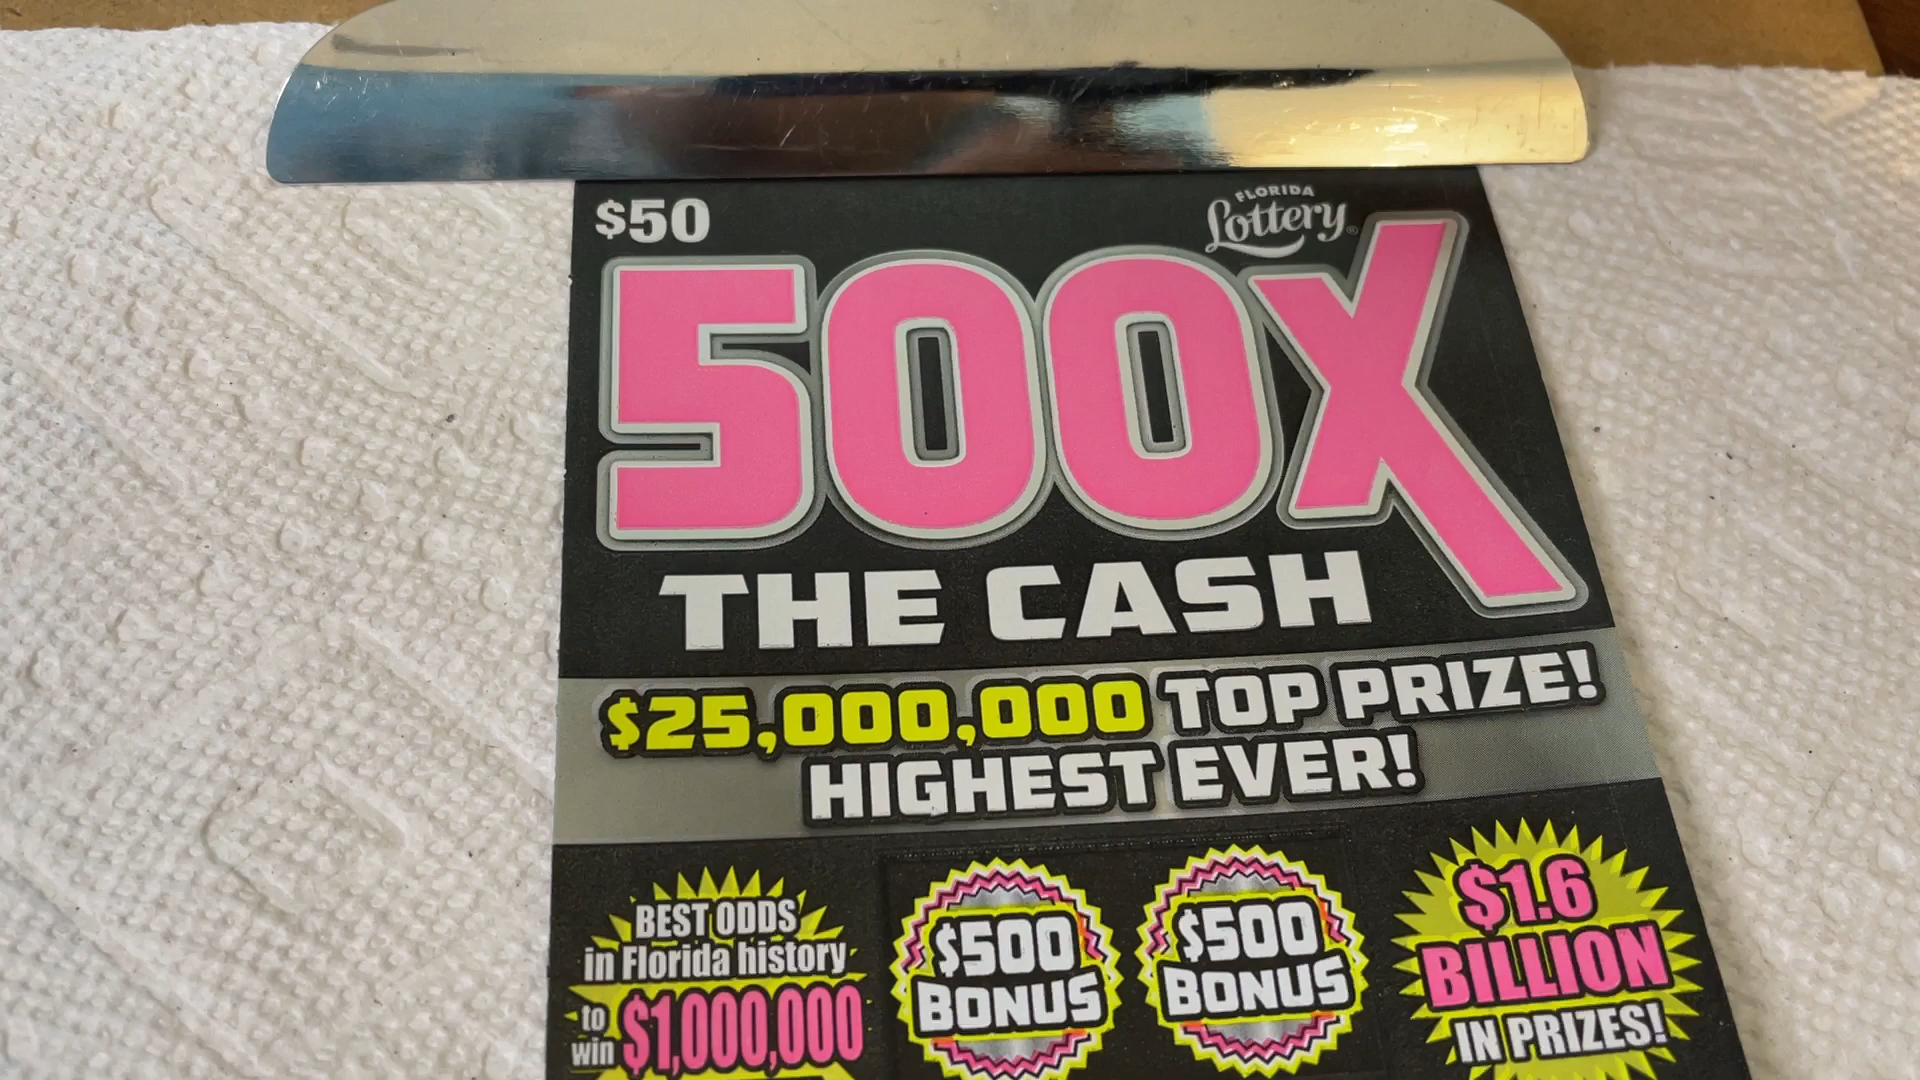 $50
FLORIDA
Lottery®
500X
THE CASH
$25,000,000 TOP PRIZE!
HIGHEST EVER!
BEST ODDS
in Florida history
to
win $1,000,000
$500
BONUS
$500
BONUS
$1.6
BILLION
IN PRIZES!